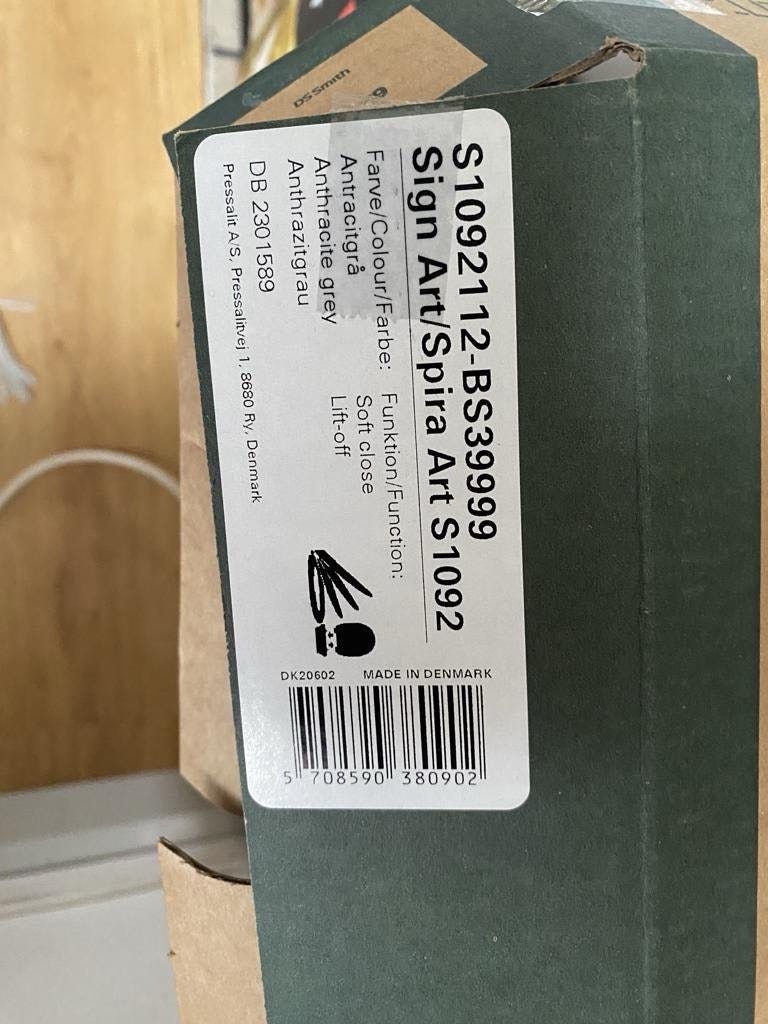 DS Smith
S1092112-BS39999
Sign Art/Spira Art S1092
Farve/Colour/Farbe:
Antracitgrå
Anthracite grey
Anthrazitgrau
Funktion/Function:
Soft close
Lift-off
DB 2301589
Pressalit A/S, Pressalitvej 1, 8680 Ry, Denmark
DK20602 MADE IN DENMARK
5 708590 380902